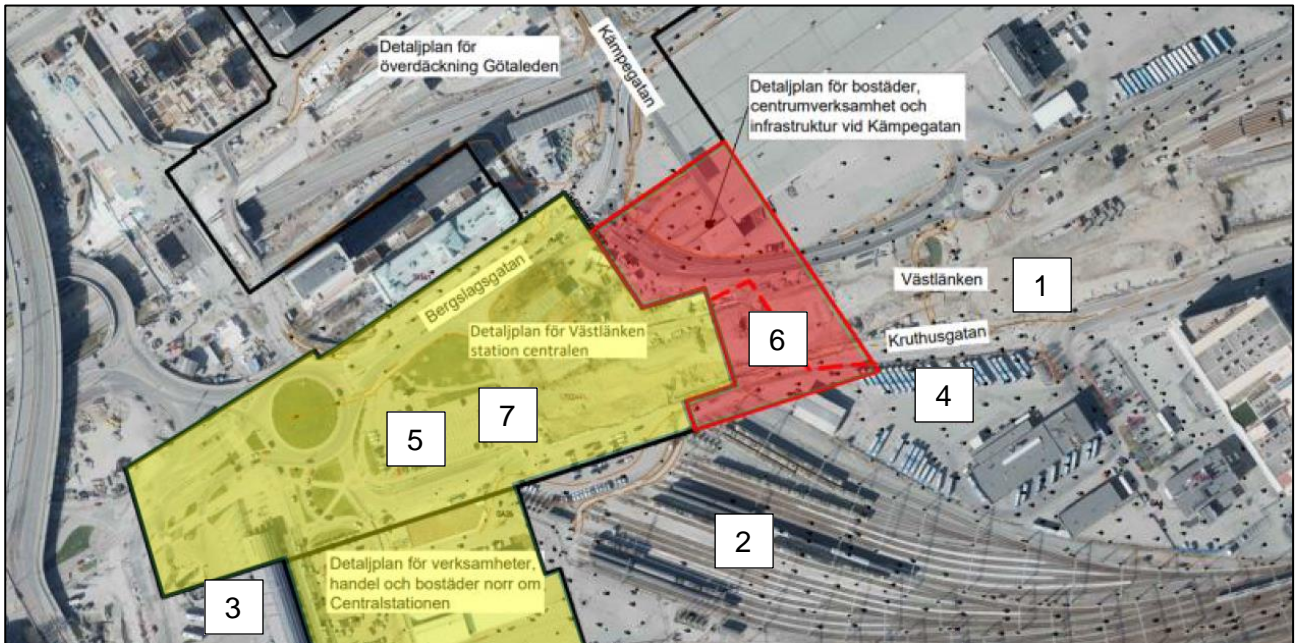 Detaljplan för
överdäckning Götaleden
Kämpegatan
Detaljplan för bostäder,
centrumverksamhet och
infrastruktur vid Kämpegatan
Västlänken
1
Bergslagsgatan
Detaljplan för Västlänken
station centralen
6
Kruthusgatan
4
5
7
2
Detaljplan för verksamheter,
handel och bostäder norr om
Centralstationen
3